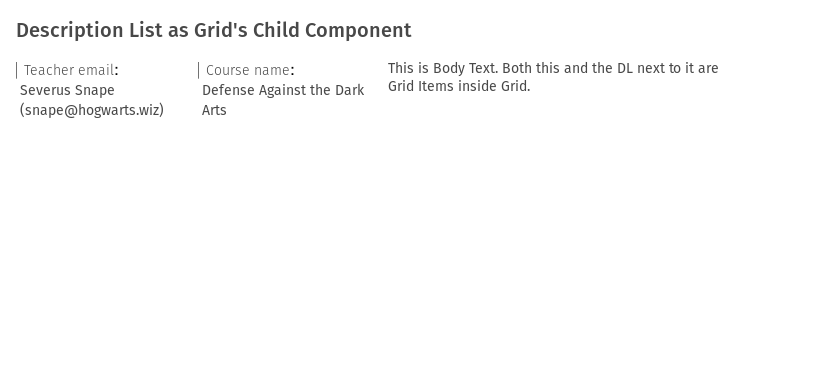 Description List as Grid's Child Component
Teacher email:
Severus Snape
(snape@hogwarts.wiz)
Course name:
Defense Against the Dark
Arts
This is Body Text. Both this and the DL next to it are
Grid Items inside Grid.